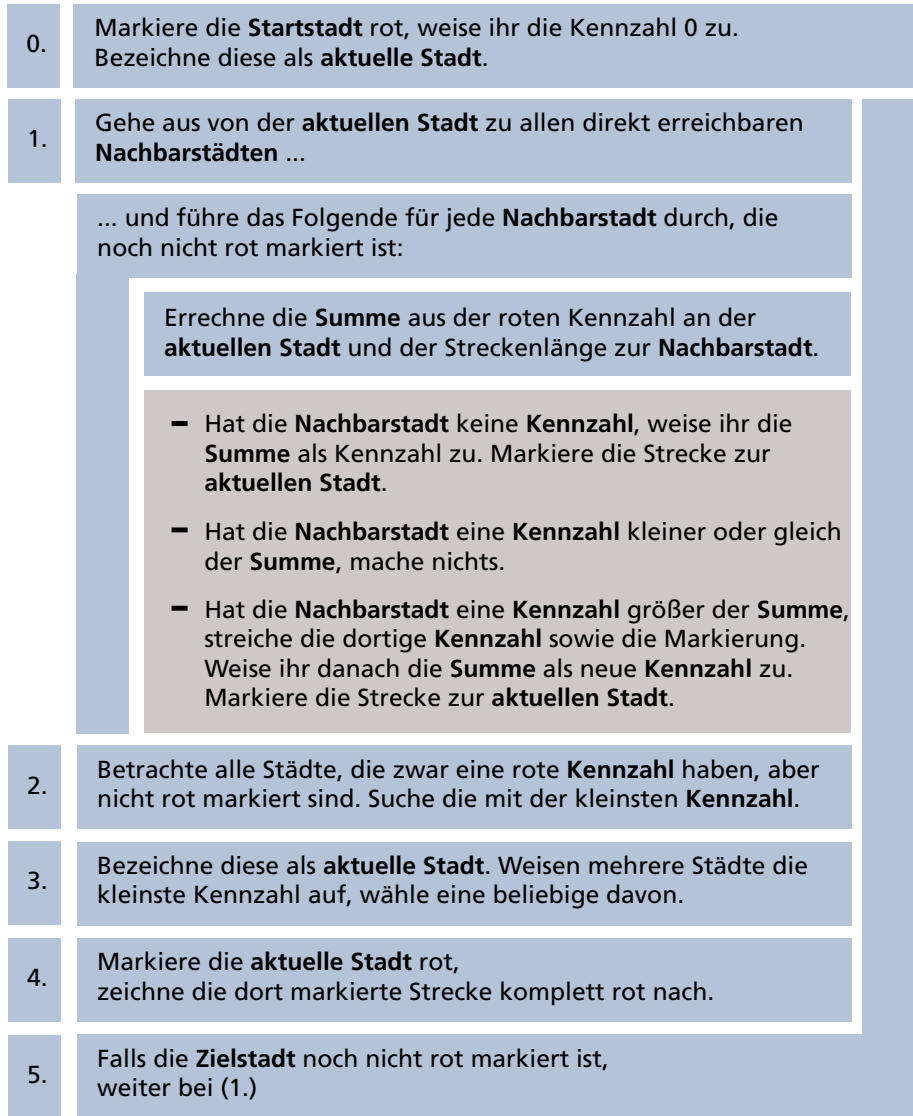 0.
Markiere die Startstadt rot, weise ihr die Kennzahl 0 zu.
Bezeichne diese als aktuelle Stadt.
1.
Gehe aus von der aktuellen Stadt zu allen direkt erreichbaren
Nachbarstädten ...
... und führe das Folgende für jede Nachbarstadt durch, die
noch nicht rot markiert ist:
Errechne die Summe aus der roten Kennzahl an der
aktuellen Stadt und der Streckenlänge zur Nachbarstadt.
– Hat die Nachbarstadt keine Kennzahl, weise ihr die
Summe als Kennzahl zu. Markiere die Strecke zur
aktuellen Stadt.
– Hat die Nachbarstadt eine Kennzahl kleiner oder gleich
der Summe, mache nichts.
– Hat die Nachbarstadt eine Kennzahl größer der Summe,
streiche die dortige Kennzahl sowie die Markierung.
Weise ihr danach die Summe als neue Kennzahl zu.
Markiere die Strecke zur aktuellen Stadt.
2.
Betrachte alle Städte, die zwar eine rote Kennzahl haben, aber
nicht rot markiert sind. Suche die mit der kleinsten Kennzahl.
3.
Bezeichne diese als aktuelle Stadt. Weisen mehrere Städte die
kleinste Kennzahl auf, wähle eine beliebige davon.
4.
Markiere die aktuelle Stadt rot,
zeichne die dort markierte Strecke komplett rot nach.
5.
Falls die Zielstadt noch nicht rot markiert ist,
weiter bei (1.)